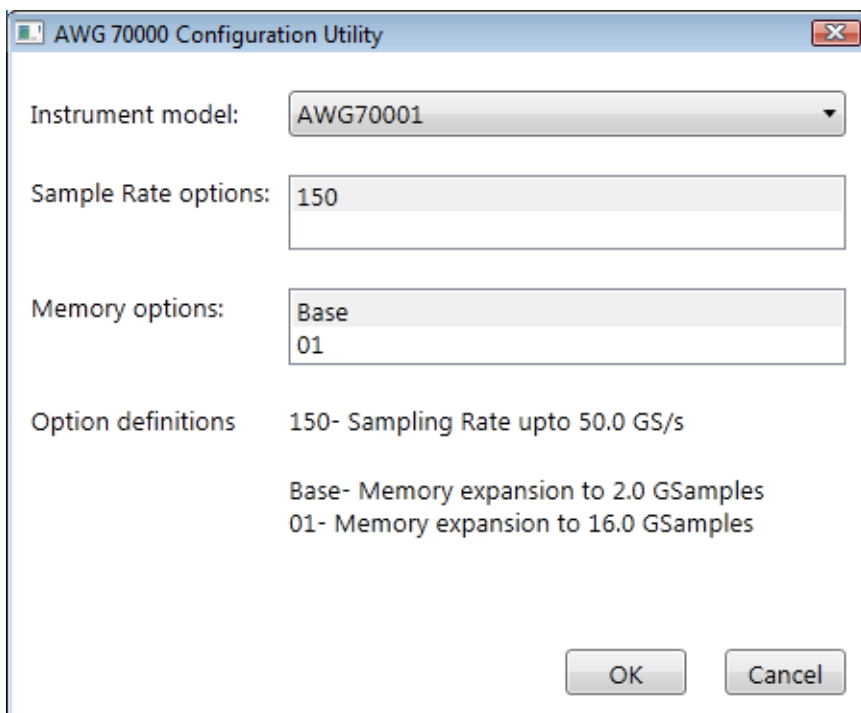 AWG 70000 Configuration Utility
Instrument model: AWG70001
Sample Rate options: 150
Memory options: Base
01
Option definitions 150- Sampling Rate upto 50.0 GS/s
Base- Memory expansion to 2.0 GSamples
01- Memory expansion to 16.0 GSamples
OK Cancel